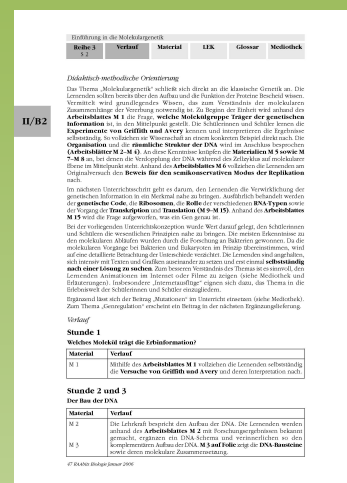 Einführung in die Molekulargenetik
Reihe 3 Verlauf Material LEK Glossar Mediothek
S 2
II/B2
Didaktisch-methodische Orientierung
Das Thema „Molekulargenetik“ schließt sich direkt an die klassische Genetik an. Die
Lernenden sollten bereits über den Aufbau und die Funktion der Proteine Bescheid wissen.
Vermittelt wird grundlegendes Wissen, das zum Verständnis der molekularen
Zusammenhänge der Vererbung notwendig ist. Zu Beginn der Einheit wird anhand des
Arbeitsblattes M 1 die Frage, welche Molekülgruppe Träger der genetischen
Information ist, in den Mittelpunkt gestellt. Die Schülerinnen und Schüler lernen die
Experimente von Griffith und Avery kennen und interpretieren die Ergebnisse
selbstständig. So vollziehen sie Wissenschaft an einem konkreten Beispiel direkt nach. Die
Organisation und die räumliche Struktur der DNA wird im Anschluss besprochen
(Arbeitsblätter M 2–M 4). An diese Kenntnisse knüpfen die Materialien M 5 sowie M
7–M 8 an, bei denen die Verdopplung der DNA während des Zellzyklus auf molekularer
Ebene im Mittelpunkt steht. Anhand des Arbeitsblattes M 6 vollziehen die Lernenden am
Originalversuch den Beweis für den semikonservativen Modus der Replikation
nach.
Im nächsten Unterrichtsschritt geht es darum, den Lernenden die Verwirklichung der
genetischen Information in ein Merkmal nahe zu bringen. Ausführlich behandelt werden
der genetische Code, die Ribosomen, die Rolle der verschiedenen RNA-Typen sowie
der Vorgang der Transkription und Translation (M 9–M 15). Anhand des Arbeitsblattes
M 15 wird die Frage aufgeworfen, was ein Gen genau ist.
Bei der vorliegenden Unterrichtskonzeption wurde Wert darauf gelegt, den Schülerinnen
und Schülern die wesentlichen Prinzipien nahe zu bringen. Die meisten Erkenntnisse zu
den molekularen Abläufen wurden durch die Forschung an Bakterien gewonnen. Da die
molekularen Vorgänge bei Bakterien und Eukaryoten im Prinzip übereinstimmen, wird
auf eine detaillierte Betrachtung der Unterschiede verzichtet. Die Lernenden sind angehalten,
sich intensiv mit Texten und Grafiken auseinander zu setzen und erst einmal selbstständig
nach einer Lösung zu suchen. Zum besseren Verständnis des Themas ist es sinnvoll, den
Lernenden Animationen im Internet oder Filme zu zeigen (siehe Mediothek und
Erläuterungen). Insbesondere „Internetausflüge“ eignen sich dazu, das Thema in die
Erlebniswelt der Schülerinnen und Schüler einzugliedern.
Ergänzend lässt sich der Beitrag „Mutationen“ im Unterricht einsetzen (siehe Mediothek).
Zum Thema „Genregulation“ erscheint ein Beitrag in der nächsten Ergänzungslieferung.
Verlauf
Stunde 1
Welches Molekül trägt die Erbinformation?
Material Verlauf
M 1 Mithilfe des Arbeitsblattes M 1 vollziehen die Lernenden selbstständig
die Versuche von Griffith und Avery und deren Interpretation nach.
Stunde 2 und 3
Der Bau der DNA
Material Verlauf
M 2 Die Lehrkraft bespricht den Aufbau der DNA. Die Lernenden werden
anhand des Arbeitsblattes M 2 mit Forschungsergebnissen bekannt
gemacht, ergänzen ein DNA-Schema und verinnerlichen so den
M 3 komplementären Aufbau der DNA. M 3 auf Folie zeigt die DNA-Bausteine
sowie deren molekulare Zusammensetzung.
47 RAAbits Biologie Januar 2006